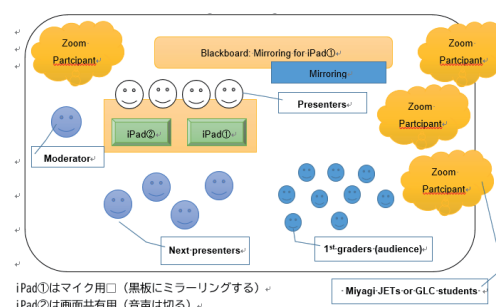 Zoom
Partcipant
Blackboard: Mirroring for iPad①
Zoom
Partcipant
Mirroring
Presenters
Zoom
Partcipant
iPad②
iPad①
Moderator
Zoom
Participant
Next presenters
1st graders (audience)
Miyagi JETs or GLC students
iPad①はマイク用□（黒板にミラーリングする）
iPad②は画面共有用（音声は切る）